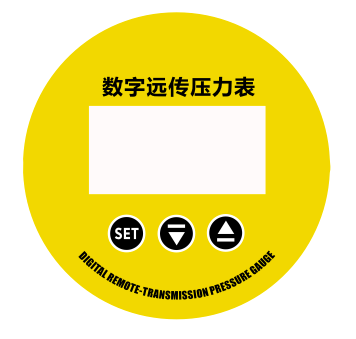 数字远传压力表
SET
DIGITAL REMOTE-TRANSMISSION PRESSURE GAUGE